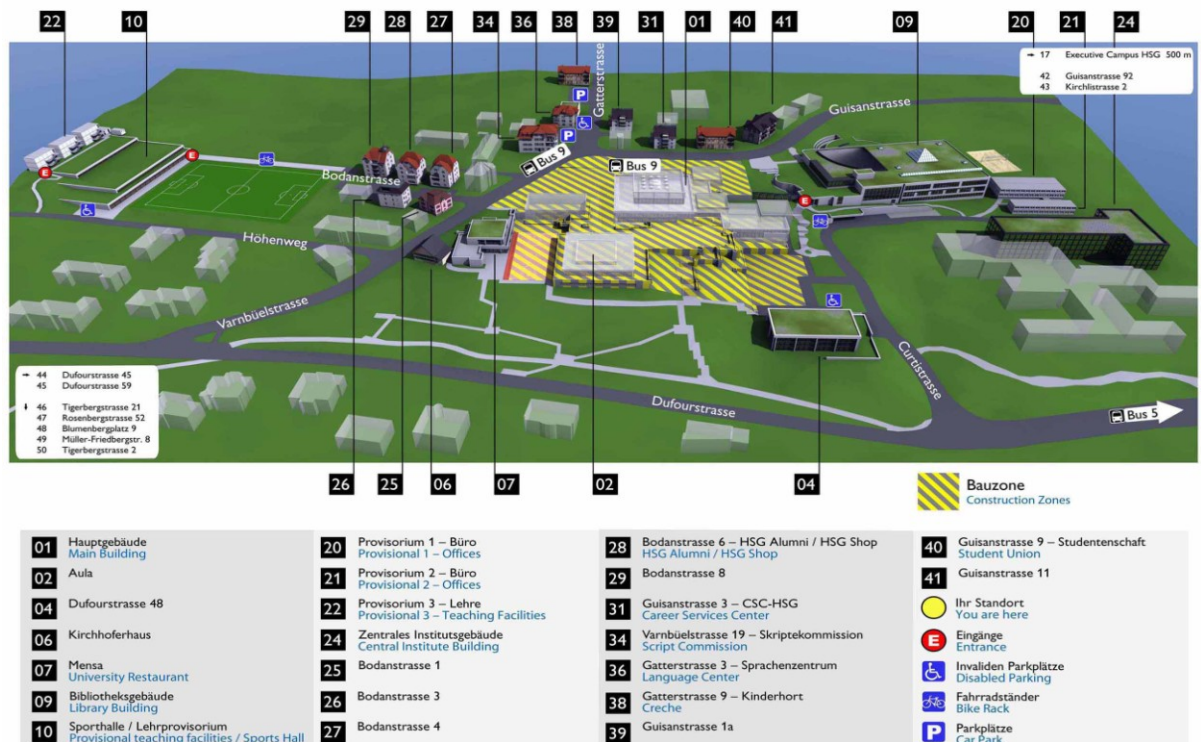 22
10
29
28
27
34
36
38
39
31
01
40
41
09
20
21
24
→ 17 Executive Campus HSG 500 m
42 Guisanstrasse 92
43 Kirchlistrasse 2
Gatterstrasse
Guisanstrasse
P
P
E
E
E
Bus 9
Bus 9
Bodanstrasse
Höhenweg
Varnbüelstrasse
Curtistrasse
Dufourstrasse
Bus 5
→ 44 Dufourstrasse 45
45 Dufourstrasse 59
↓ 46 Tigerbergstrasse 21
47 Rosenbergstrasse 52
48 Blumenbergplatz 9
49 Müller-Friedbergstr. 8
50 Tigerbergstrasse 2
26
25
06
07
02
04
Bauzone
Construction Zones
01 Hauptgebäude
Main Building
02 Aula
04 Dufourstrasse 48
06 Kirchhoferhaus
07 Mensa
University Restaurant
09 Bibliotheksgebäude
Library Building
10 Sporthalle / Lehrprovisorium
Provisional teaching facilities / Sports Hall
20 Provisorium 1 – Büro
Provisional 1 – Offices
21 Provisorium 2 – Büro
Provisional 2 – Offices
22 Provisorium 3 – Lehre
Provisional 3 – Teaching Facilities
24 Zentrales Institutsgebäude
Central Institute Building
25 Bodanstrasse 1
26 Bodanstrasse 3
27 Bodanstrasse 4
28 Bodanstrasse 6 – HSG Alumni / HSG Shop
HSG Alumni / HSG Shop
29 Bodanstrasse 8
31 Guisanstrasse 3 – CSC-HSG
Career Services Center
34 Varnbüelstrasse 19 – Skriptekommission
Script Commission
36 Gatterstrasse 3 – Sprachenzentrum
Language Center
38 Gatterstrasse 9 – Kinderhort
Creche
39 Guisanstrasse 1a
40 Guisanstrasse 9 – Studentenschaft
Student Union
41 Guisanstrasse 11
Ihr Standort
You are here
E Eingänge
Entrance
Invaliden Parkplätze
Disabled Parking
Fahrradständer
Bike Rack
P Parkplätze
Car Park